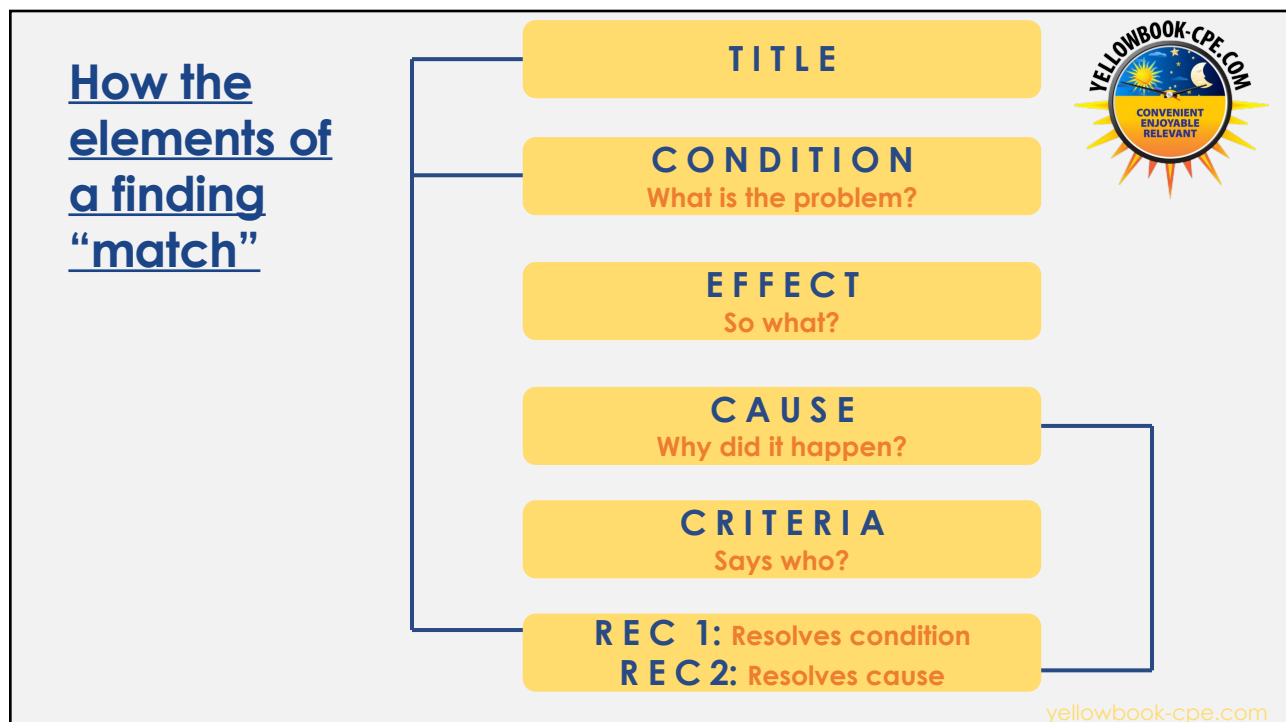 How the
elements of
a finding
“match”
TITLE
CONDITION
What is the problem?
EFFECT
So what?
CAUSE
Why did it happen?
CRITERIA
Says who?
REC 1: Resolves condition
REC2: Resolves cause
YELLOWBOOK-CPE.COM
CONVENIENT
ENJOYABLE
RELEVANT
yellowbook-cpe.com